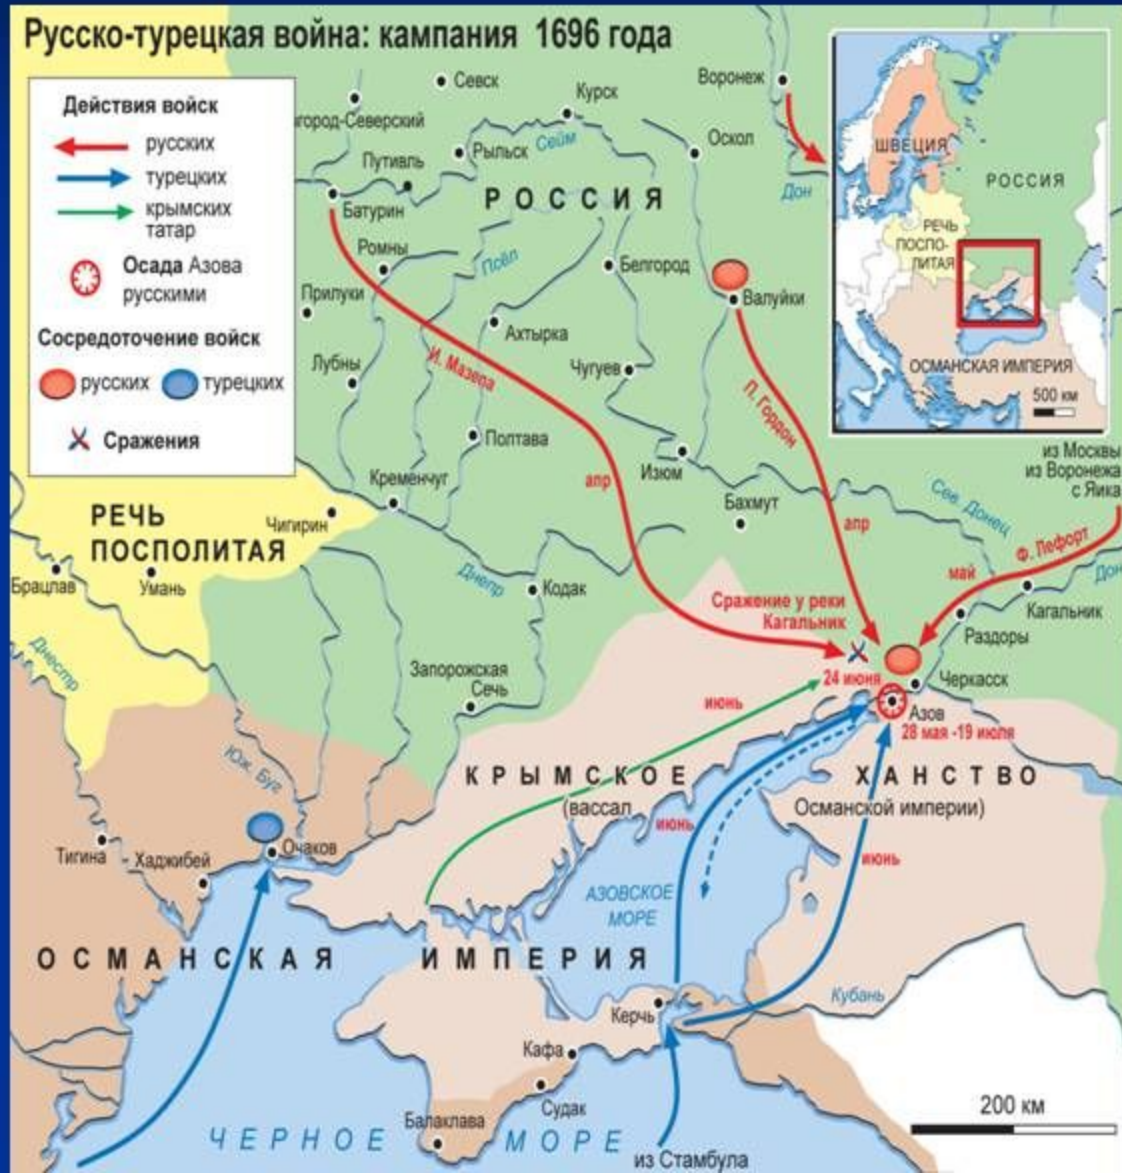 Русско-турецкая война: кампания 1696 года
Действия войск
русских
турецких
крымских
татар
Осада Азова
русскими
Сосредоточение войск
русских
турецких
Сражения
Севск
Воронеж
Курск
город-Северский
Оскол
Путивль
Рыльск
Сейм
РОССИЯ
Дон
Батурин
Ромны
Псёл
Белгород
Валуйки
Прилуки
Ахтырка
И. Мазепа
Лубны
Чугуев
П. Гордон
Полтава
Изюм
Кременчуг
апр
Бахмут
апр
ШВЕЦИЯ
РОССИЯ
РЕЧЬ
ПОСПО-
ЛИТАЯ
ОСМАНСКАЯ ИМПЕРИЯ
500 км
из Москвы
из Воронежа
с Яика
Сев. Донец
Ф. Лефорт
май
Дон
РЕЧЬ
ПОСПОЛИТАЯ
Чигирин
Брацлав
Умань
Днепр
Кодак
Кагальник
Сражение у реки
Кагальник
Раздоры
Днестр
Запорожская
Сечь
24 июня
Черкасск
Азов
28 мая -19 июля
июнь
Юж. Буг
КРЫМСКОЕ ХАНСТВО
(вассал Османской империи)
июнь
июнь
Тигина
Хаджибей
Очаков
АЗОВСКОЕ
МОРЕ
ОСМАНСКАЯ ИМПЕРИЯ
Кубань
Керчь
Кафа
Судак
Балаклава
200 км
ЧЕРНОЕ МОРЕ
из Стамбула